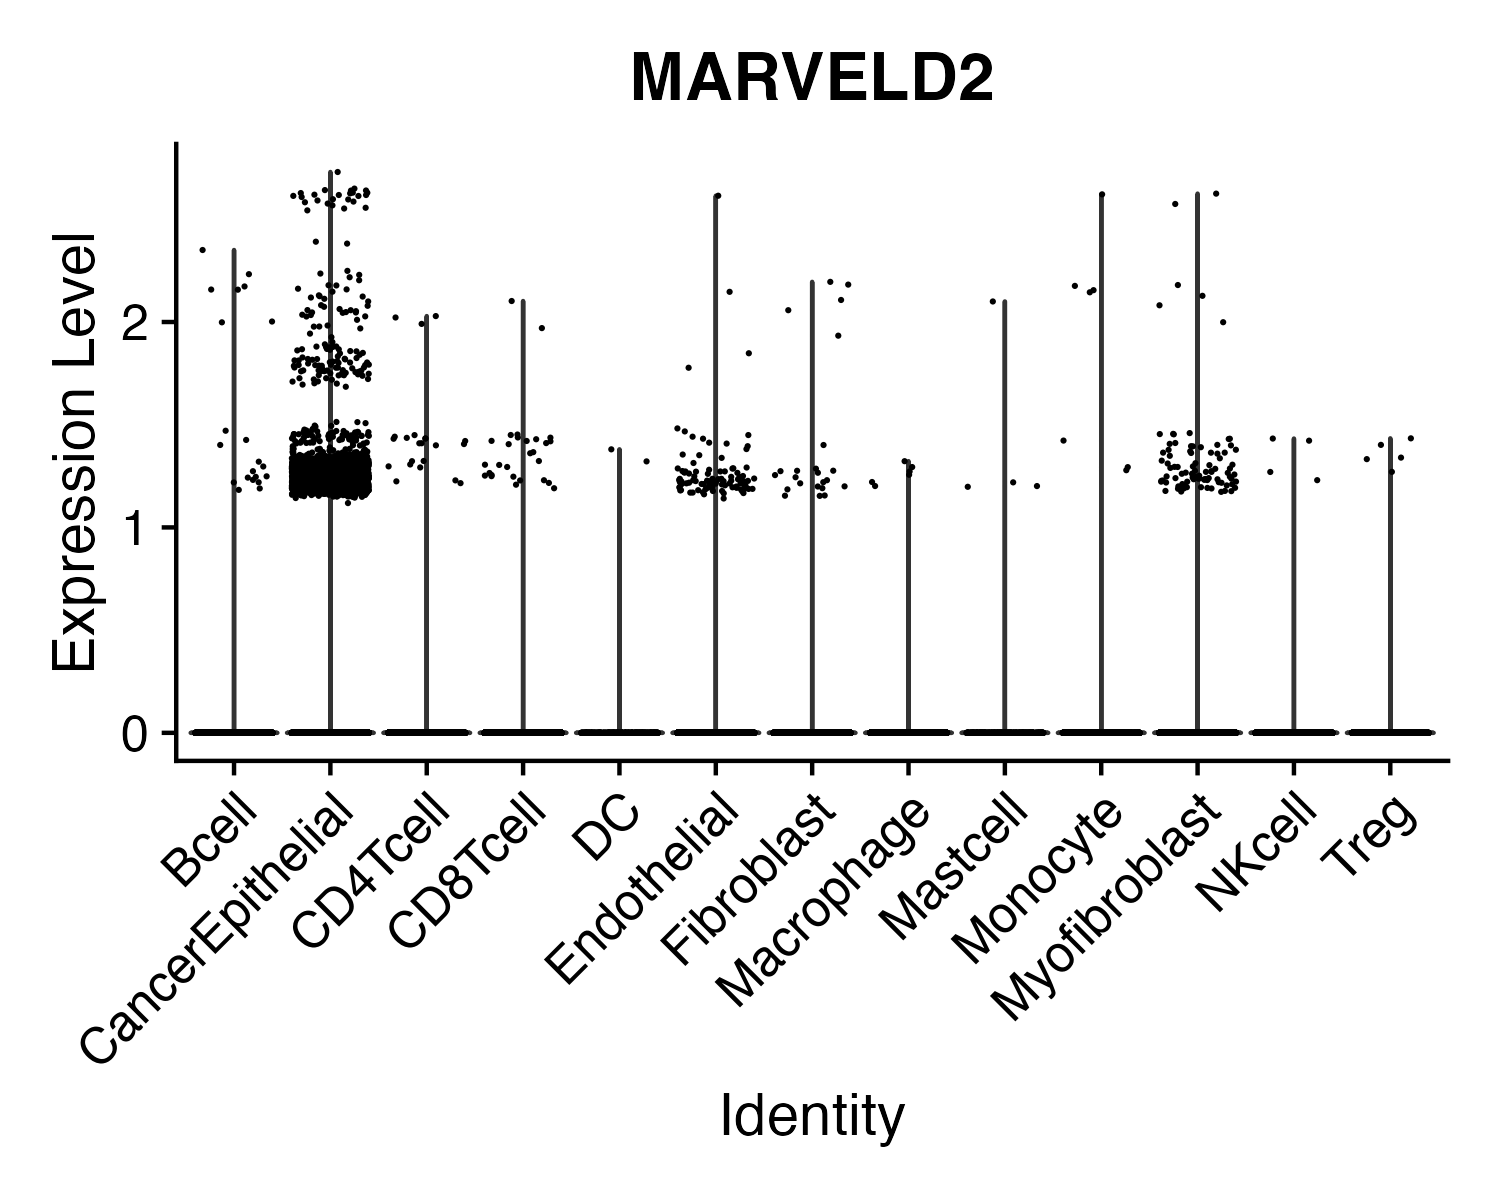 MARVELD2
Expression Level
2
1
0
Bcell
CancerEpithelial
CD4Tcell
CD8Tcell
DC
Endothelial
Fibroblast
Macrophage
Mastcell
Monocyte
Myofibroblast
NKcell
Treg
Identity